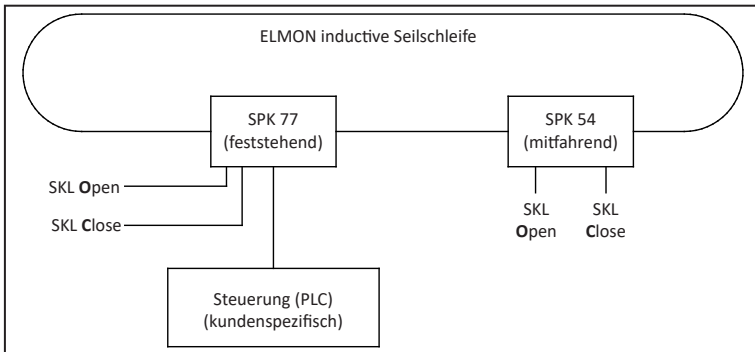 ELMON inductive Seilschleife
SPK 77
(feststehend)
SPK 54
(mitfahrend)
SKL Open
SKL Close
SKL
Open
SKL
Close
Steuerung (PLC)
(kundenspezifisch)